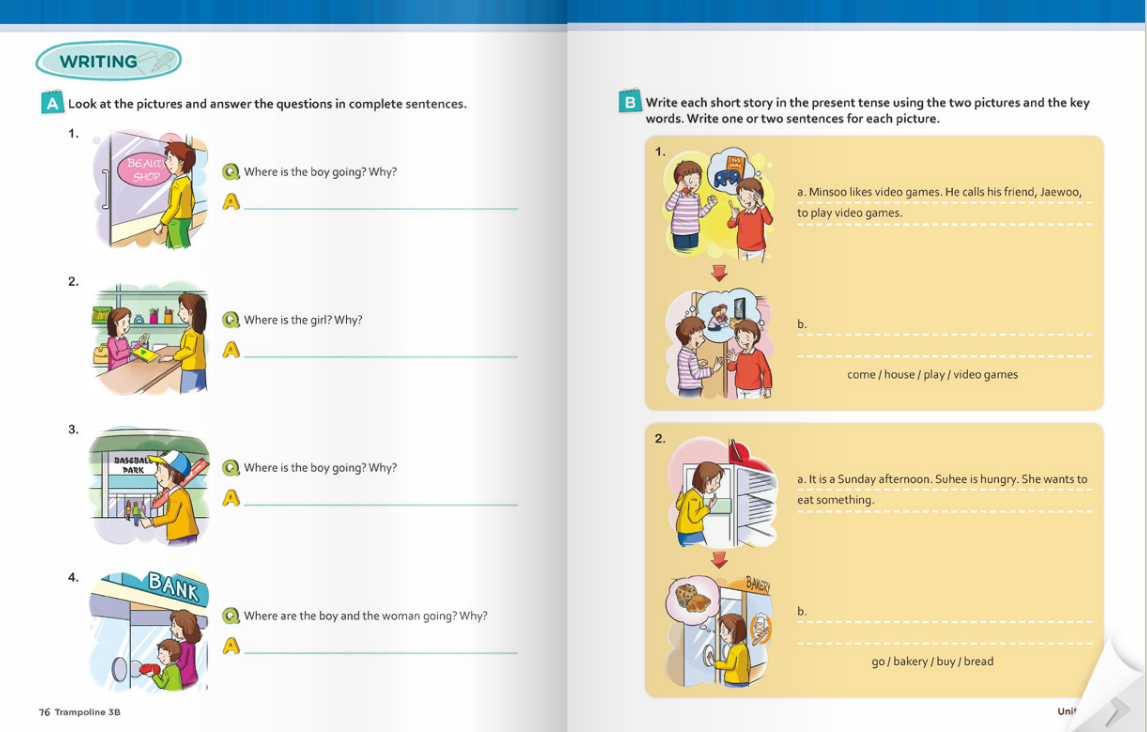 WRITING
A Look at the pictures and answer the questions in complete sentences.
1.
BEAUTY
SHOP
Q Where is the boy going? Why?
A
2.
Q Where is the girl? Why?
A
3.
BASEBALL
PARK
Q Where is the boy going? Why?
A
4.
BANK
Q Where are the boy and the woman going? Why?
A
76 Trampoline 3B
B Write each short story in the present tense using the two pictures and the key
words. Write one or two sentences for each picture.
1.
a. Minsoo likes video games. He calls his friend, Jaewoo,
to play video games.
b.
come / house / play / video games
2.
a. It is a Sunday afternoon. Suhee is hungry. She wants to
eat something.
BAKERY
b.
go / bakery / buy / bread
Unit